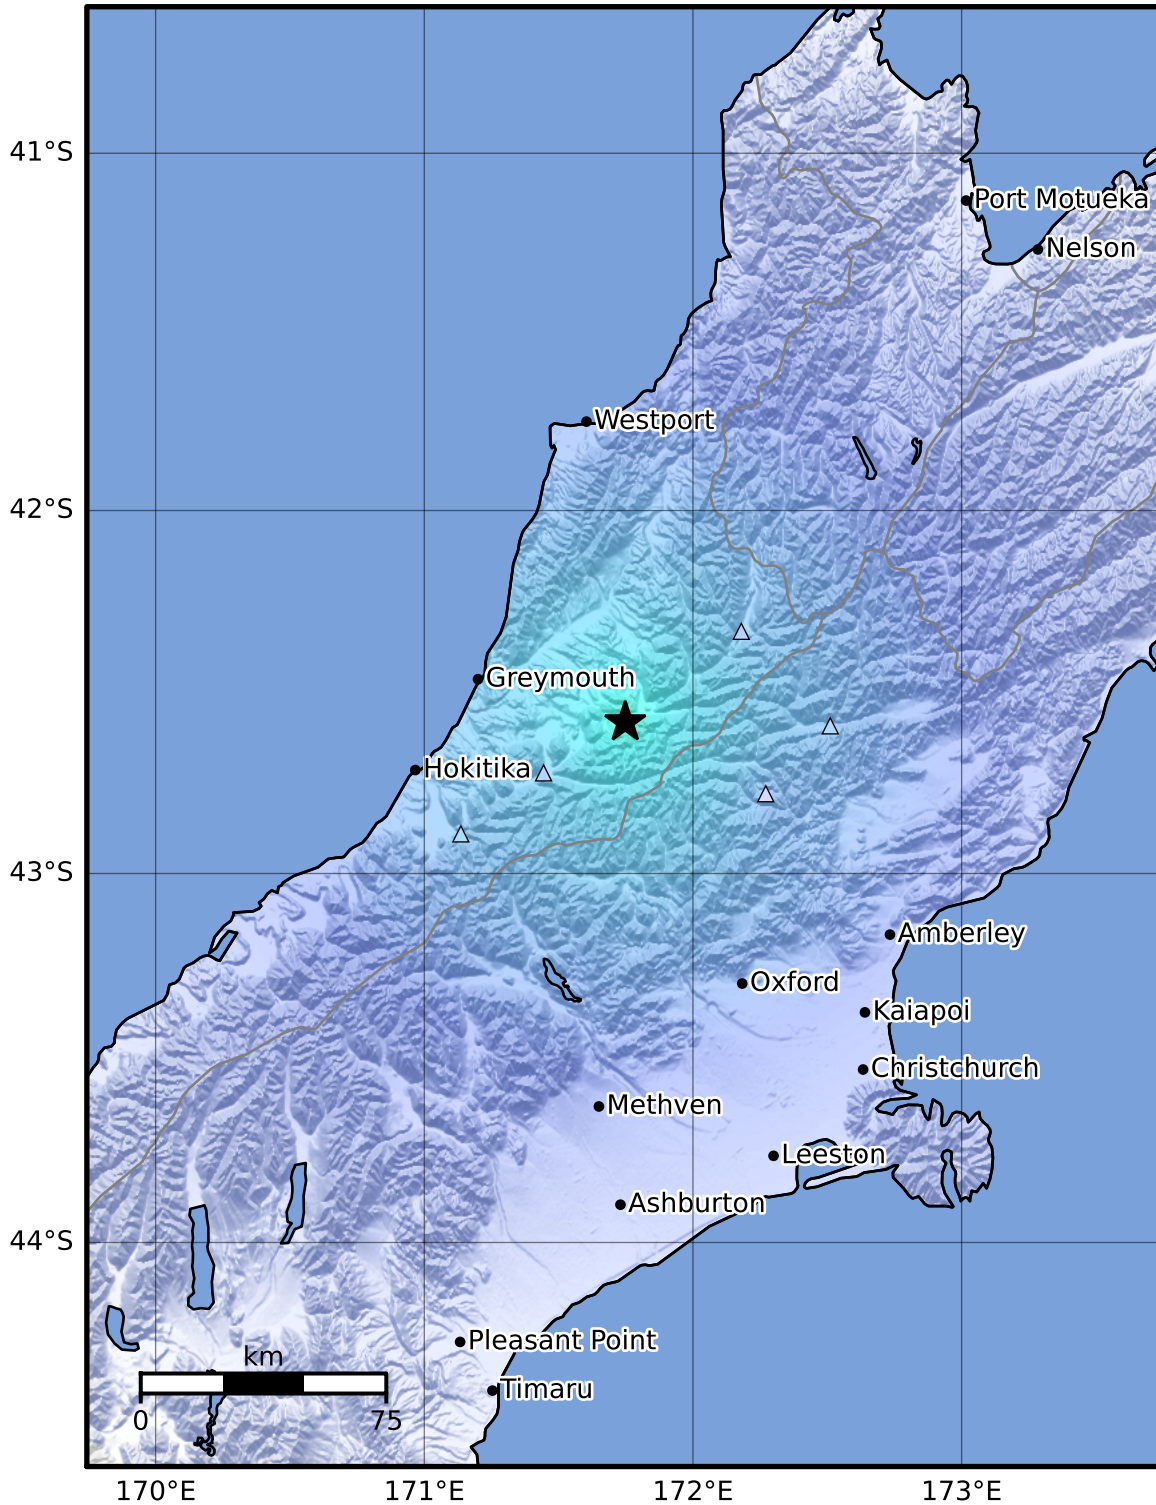 41°S
Port Motueka
Nelson
Westport
42°S
Greymouth
Hokitika
43°S
Amberley
Oxford
Kaiapoi
Christchurch
Methven
Leeston
Ashburton
44°S
Pleasant Point
km
Timaru
0 75
170°E 171°E 172°E 173°E